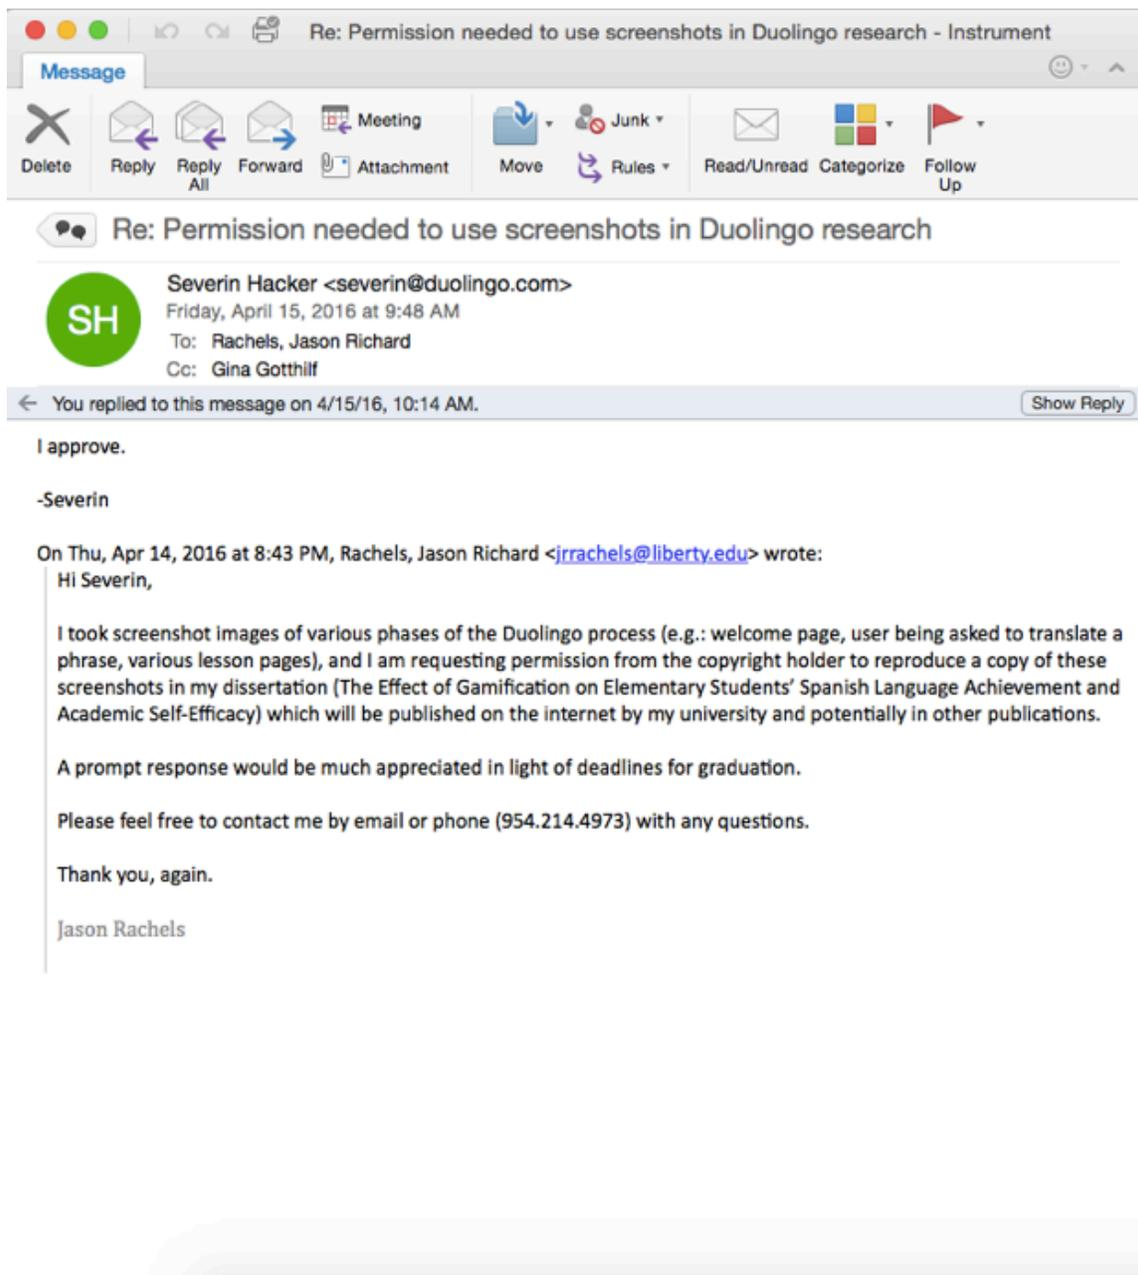 Re: Permission needed to use screenshots in Duolingo research - Instrument
Message
Delete
Reply
Reply All
Forward
Meeting
Attachment
Move
Junk
Rules
Read/Unread
Categorize
Follow Up
Re: Permission needed to use screenshots in Duolingo research
SH
Severin Hacker <severin@duolingo.com>
Friday, April 15, 2016 at 9:48 AM
To: Rachels, Jason Richard
Cc: Gina Gotthilf
You replied to this message on 4/15/16, 10:14 AM.
Show Reply
I approve.
-Severin
On Thu, Apr 14, 2016 at 8:43 PM, Rachels, Jason Richard <jrrachels@liberty.edu> wrote:
Hi Severin,
I took screenshot images of various phases of the Duolingo process (e.g.: welcome page, user being asked to translate a
phrase, various lesson pages), and I am requesting permission from the copyright holder to reproduce a copy of these
screenshots in my dissertation (The Effect of Gamification on Elementary Students' Spanish Language Achievement and
Academic Self-Efficacy) which will be published on the internet by my university and potentially in other publications.
A prompt response would be much appreciated in light of deadlines for graduation.
Please feel free to contact me by email or phone (954.214.4973) with any questions.
Thank you, again.
Jason Rachels